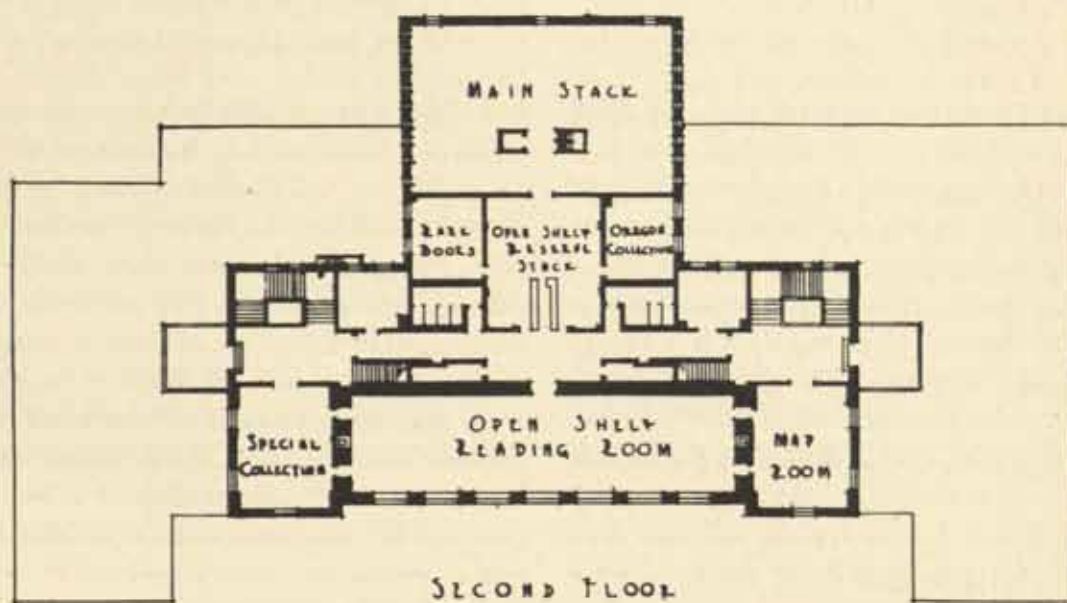 MAIN STACK
RARE
BOOKS
OPEN SHELF
RESERVE
STACK
OREGON
COLLECTION
SPECIAL
COLLECTION
OPEN SHELF
READING ROOM
MAP
ROOM
SECOND FLOOR